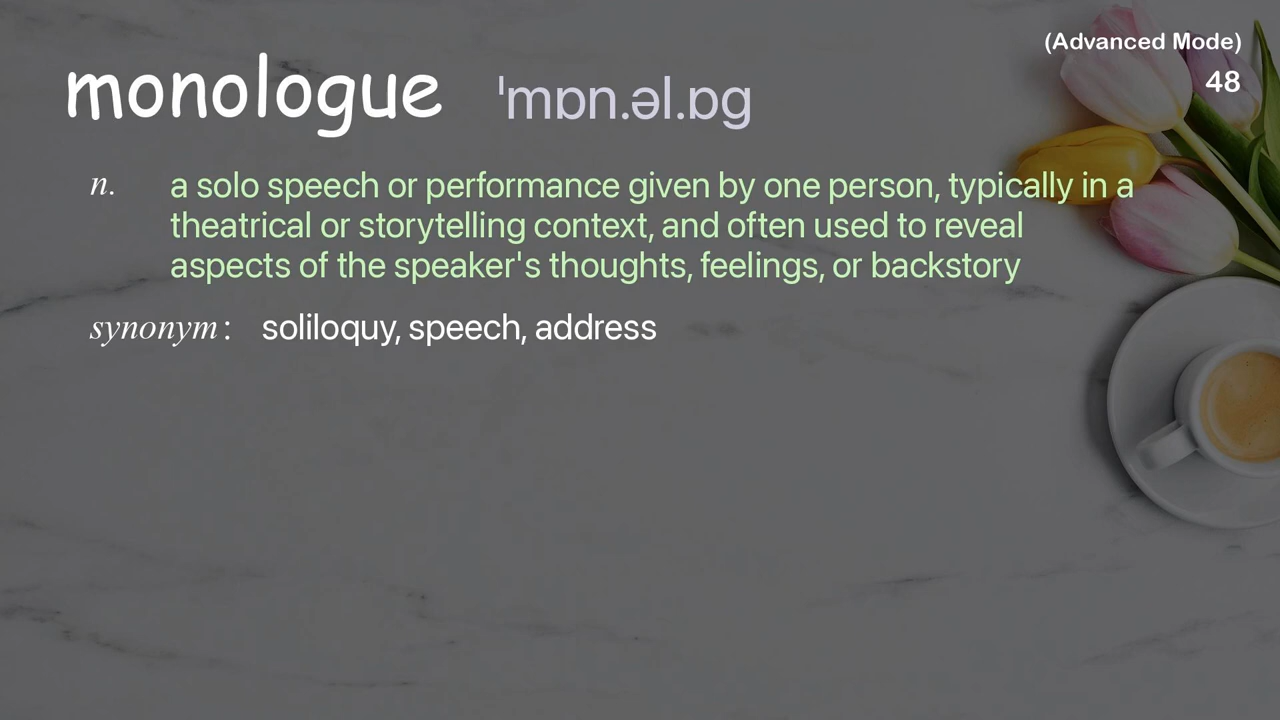 (Advanced Mode)
monologue ˈmɒn.əl.ɒg 48
n. a solo speech or performance given by one person, typically in a
theatrical or storytelling context, and often used to reveal
aspects of the speaker's thoughts, feelings, or backstory
synonym: soliloquy, speech, address